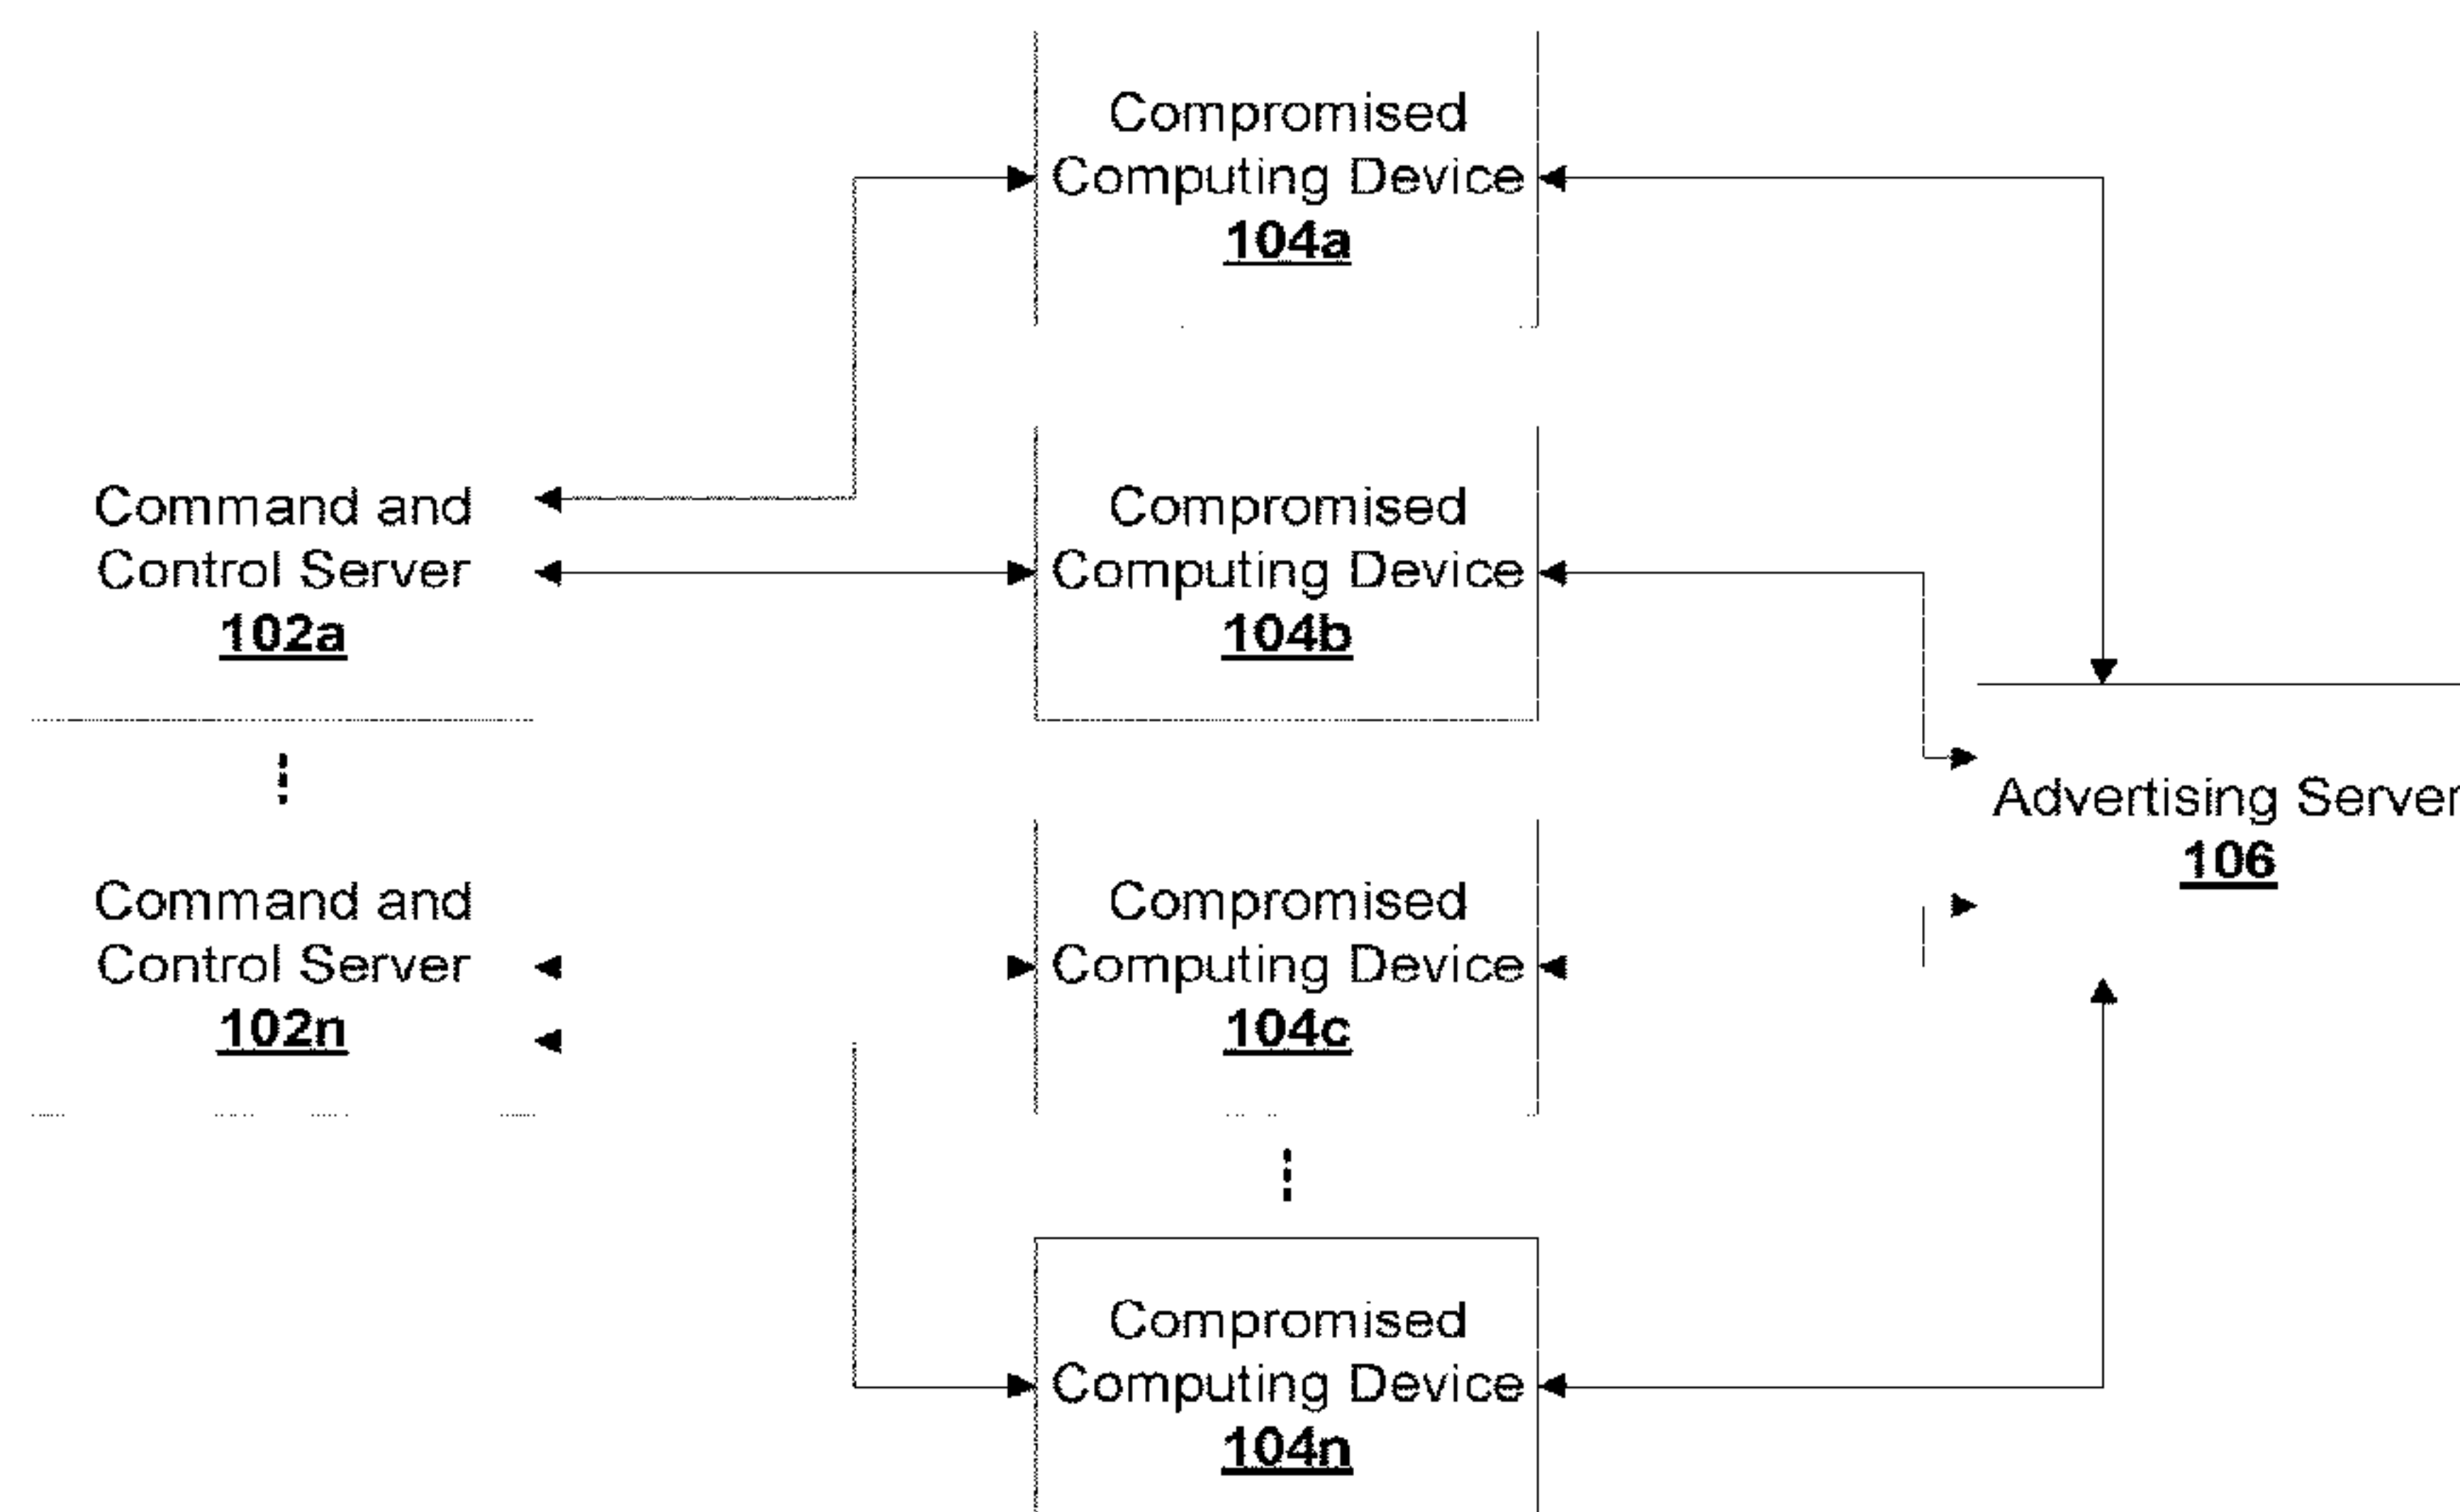 Compromised
Computing Device
104a
Command and
Control Server
102a
Compromised
Computing Device
104b
Advertising Server
106
Command and
Control Server
102n
Compromised
Computing Device
104c
Compromised
Computing Device
104n